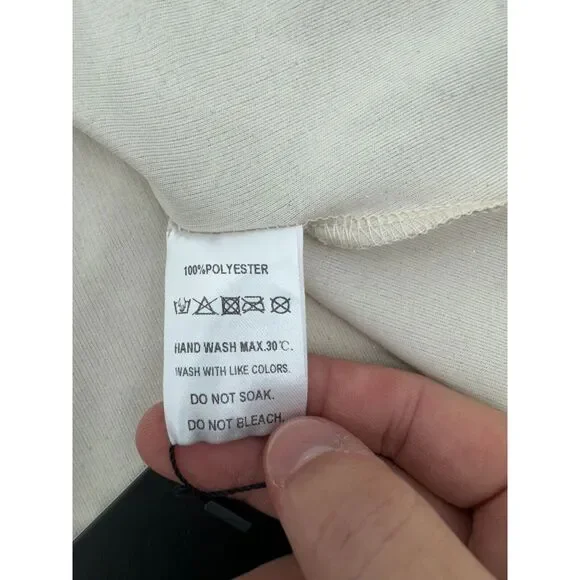 100%POLYESTER
HAND WASH MAX.30℃.
WASH WITH LIKE COLORS.
DO NOT SOAK.
DO NOT BLEACH.